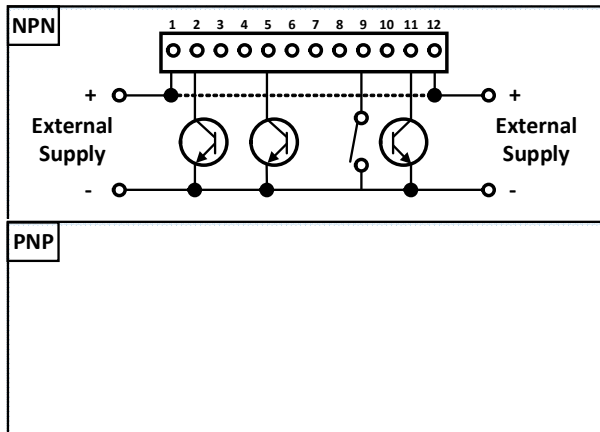 NPN
1 2 3 4 5 6 7 8 9 10 11 12
+ +
External External
Supply Supply
- -
PNP